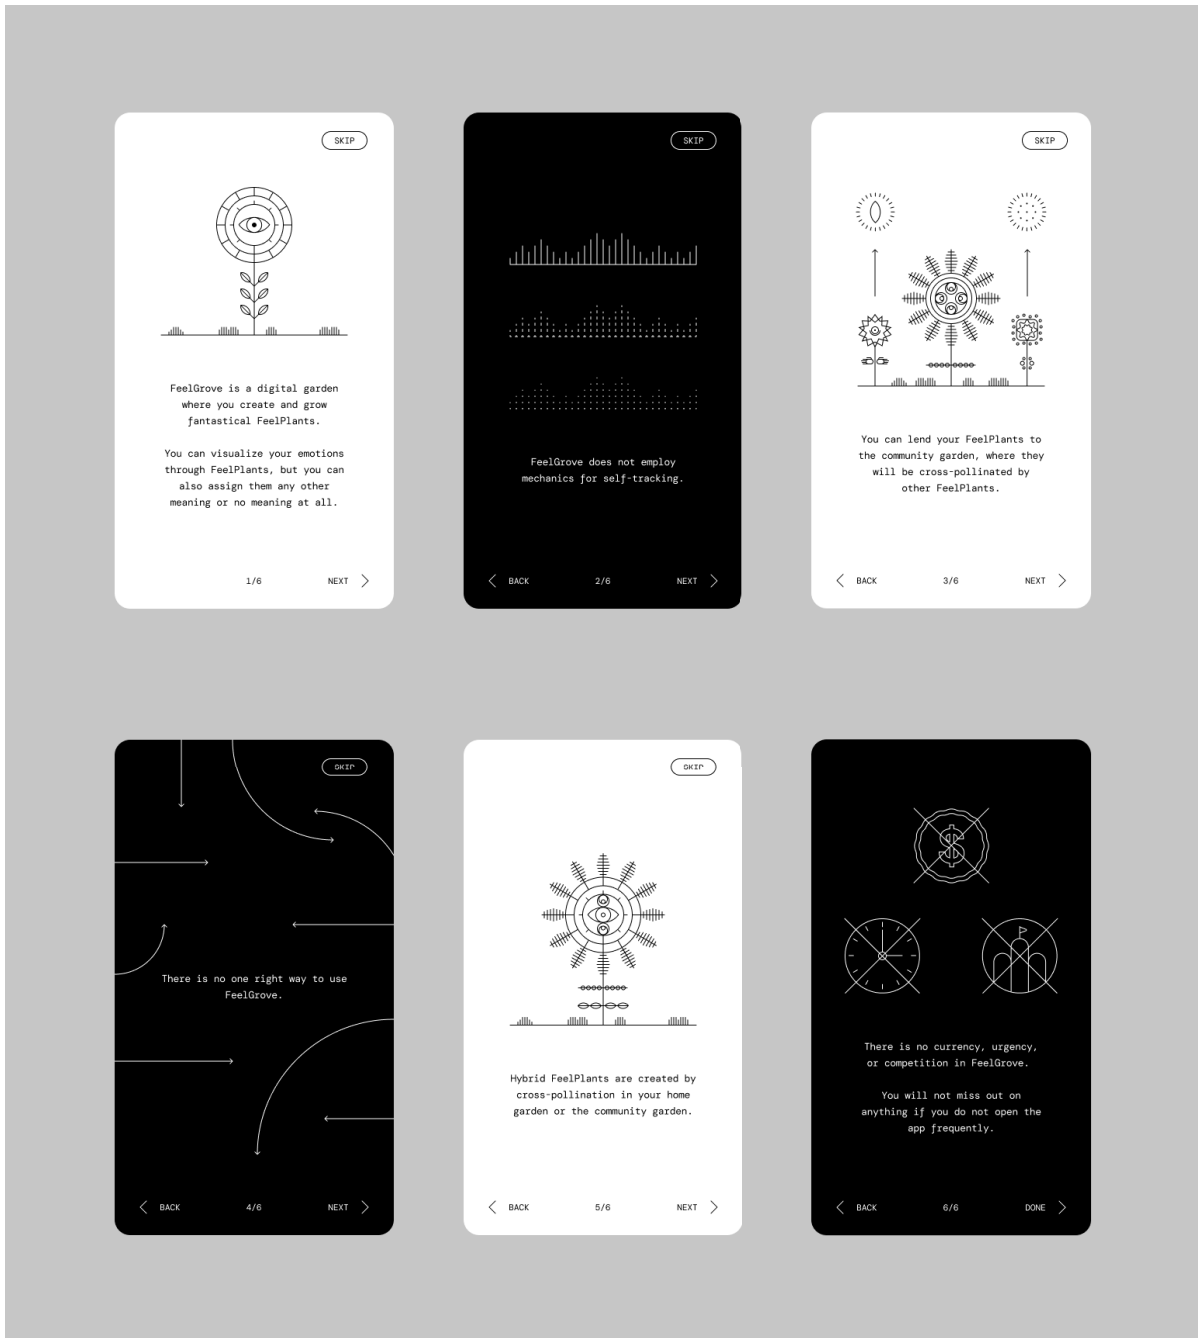 SKIP
FeelGrove is a digital garden
where you create and grow
fantastical FeelPlants.
You can visualize your emotions
through FeelPlants, but you can
also assign them any other
meaning or no meaning at all.
1/6
NEXT
SKIP
FeelGrove does not employ
mechanics for self-tracking.
BACK
2/6
NEXT
SKIP
You can lend your FeelPlants to
the community garden, where they
will be cross-pollinated by
other FeelPlants.
BACK
3/6
NEXT
SKIP
There is no one right way to use
FeelGrove.
BACK
4/6
NEXT
SKIP
Hybrid FeelPlants are created by
cross-pollination in your home
garden or the community garden.
BACK
5/6
NEXT
$
There is no currency, urgency,
or competition in FeelGrove.
You will not miss out on
anything if you do not open the
app frequently.
BACK
6/6
DONE